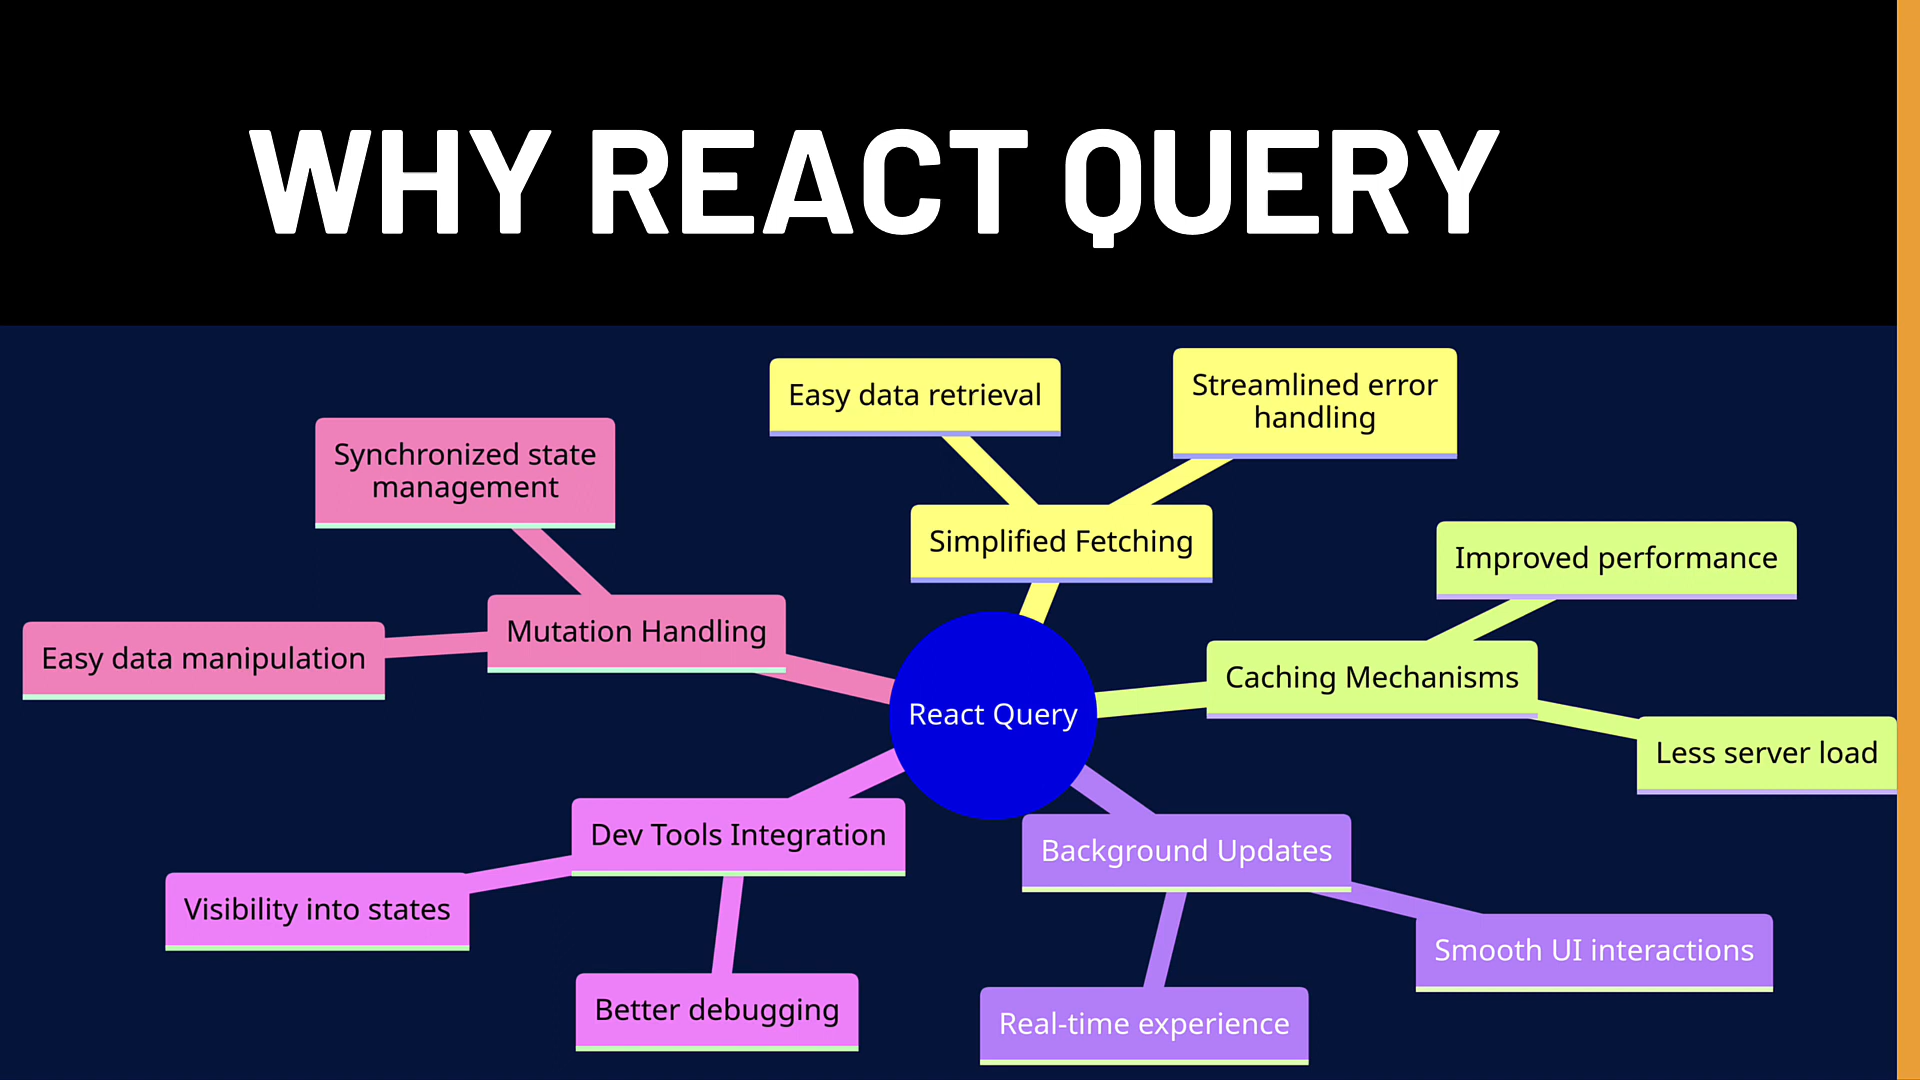 WHY REACT QUERY
Easy data retrieval
Streamlined error
handling
Synchronized state
management
Simplified Fetching
Improved performance
Mutation Handling
Easy data manipulation
Caching Mechanisms
React Query
Less server load
Dev Tools Integration
Background Updates
Visibility into states
Smooth UI interactions
Better debugging
Real-time experience